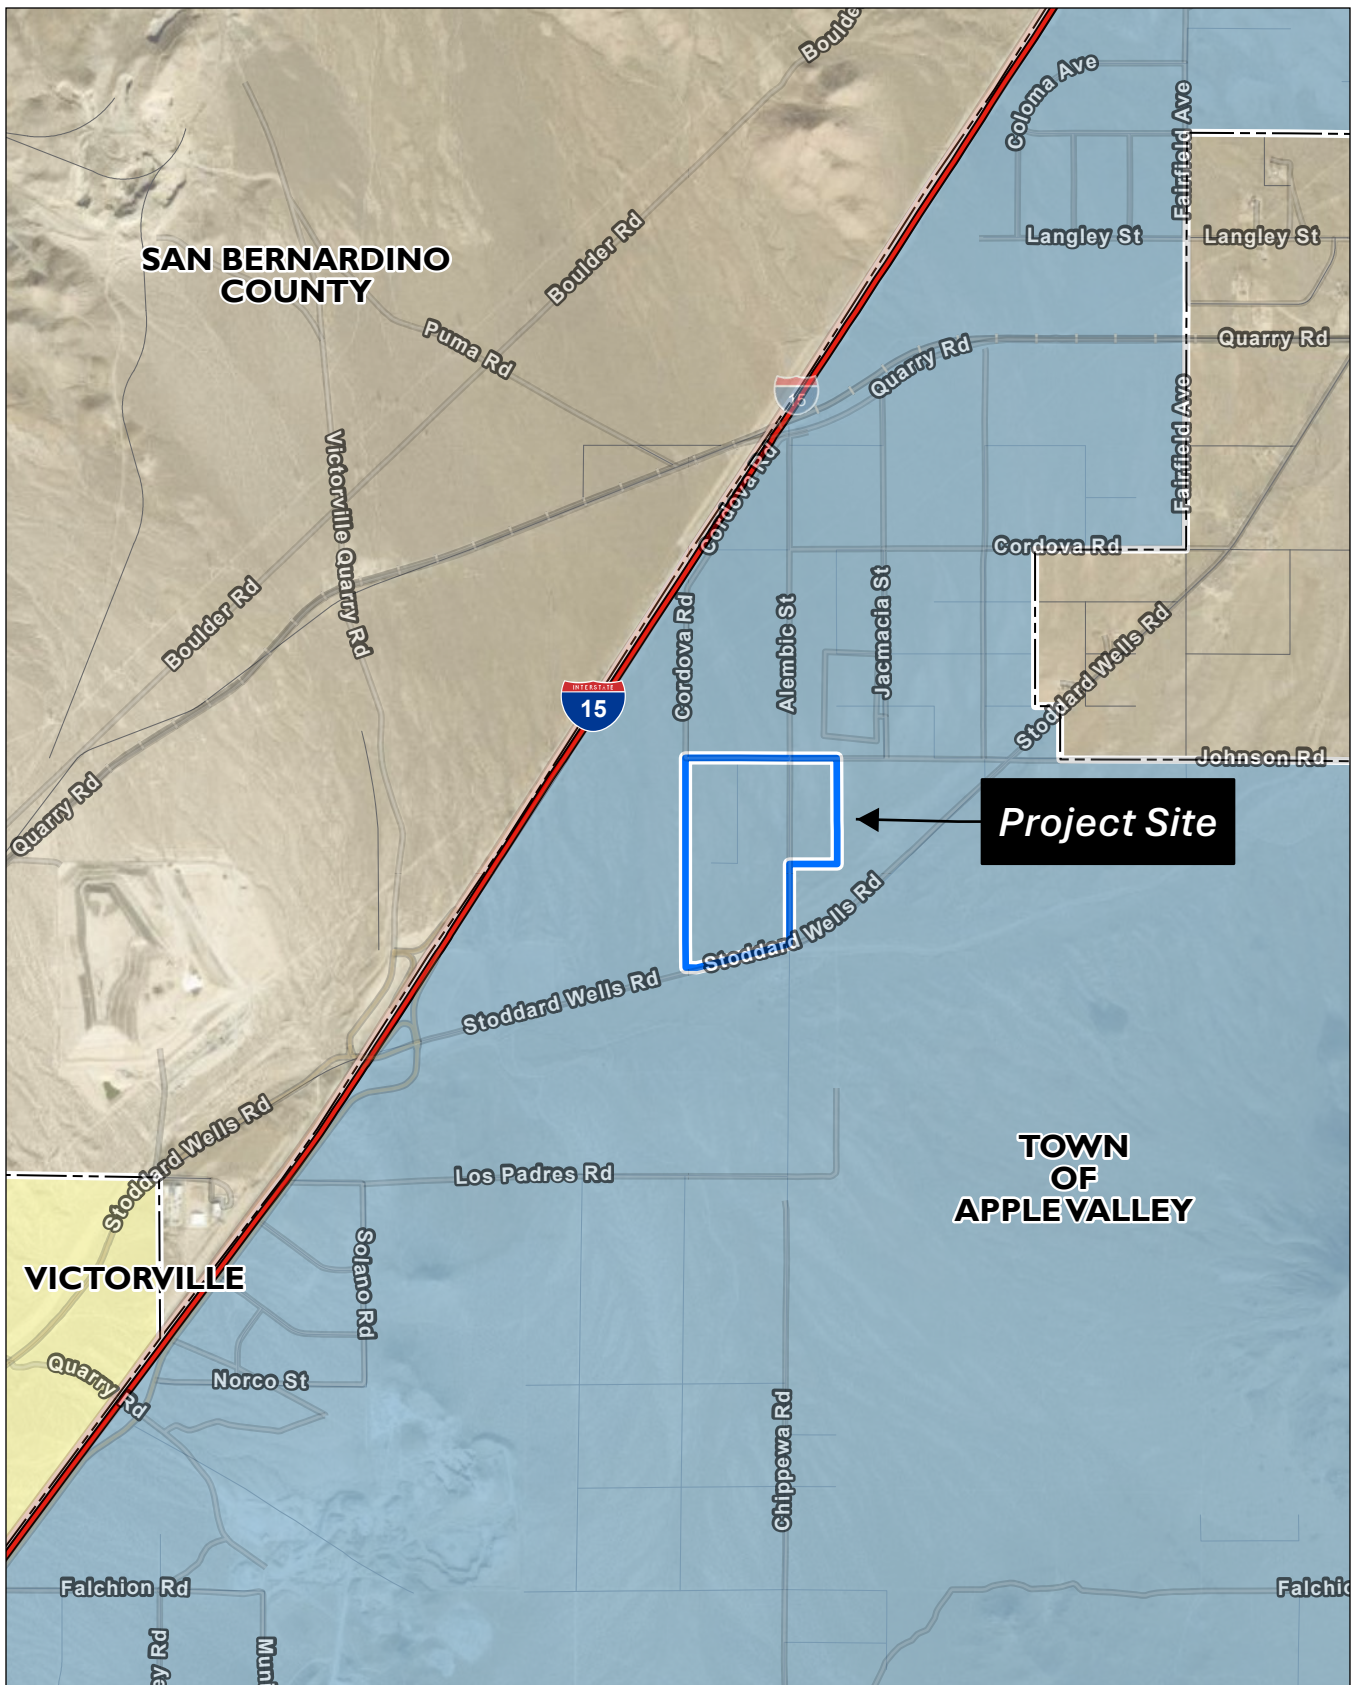 Boulde
Coloma Ave
Fairfield Ave
Langley St
Langley St
Boulder Rd
SAN BERNARDINO
COUNTY
Puma Rd
Quarry Rd
Quarry Rd
15
Fairfield Ave
Victorville Quarry Rd
Cordova Rd
Cordova Rd
Boulder Rd
Cordova Rd
Alembic St
Jacmacia St
Stoddard Wells Rd
INTERSTATE
15
Johnson Rd
Quarry Rd
Project Site
Stoddard Wells Rd
Stoddard Wells Rd
Stoddard Wells Rd
TOWN
OF
APPLE VALLEY
Los Padres Rd
Solano Rd
VICTORVILLE
Quarry Rd
Norco St
Chippewa Rd
Falchion Rd
Falchio
ey Rd
Muni